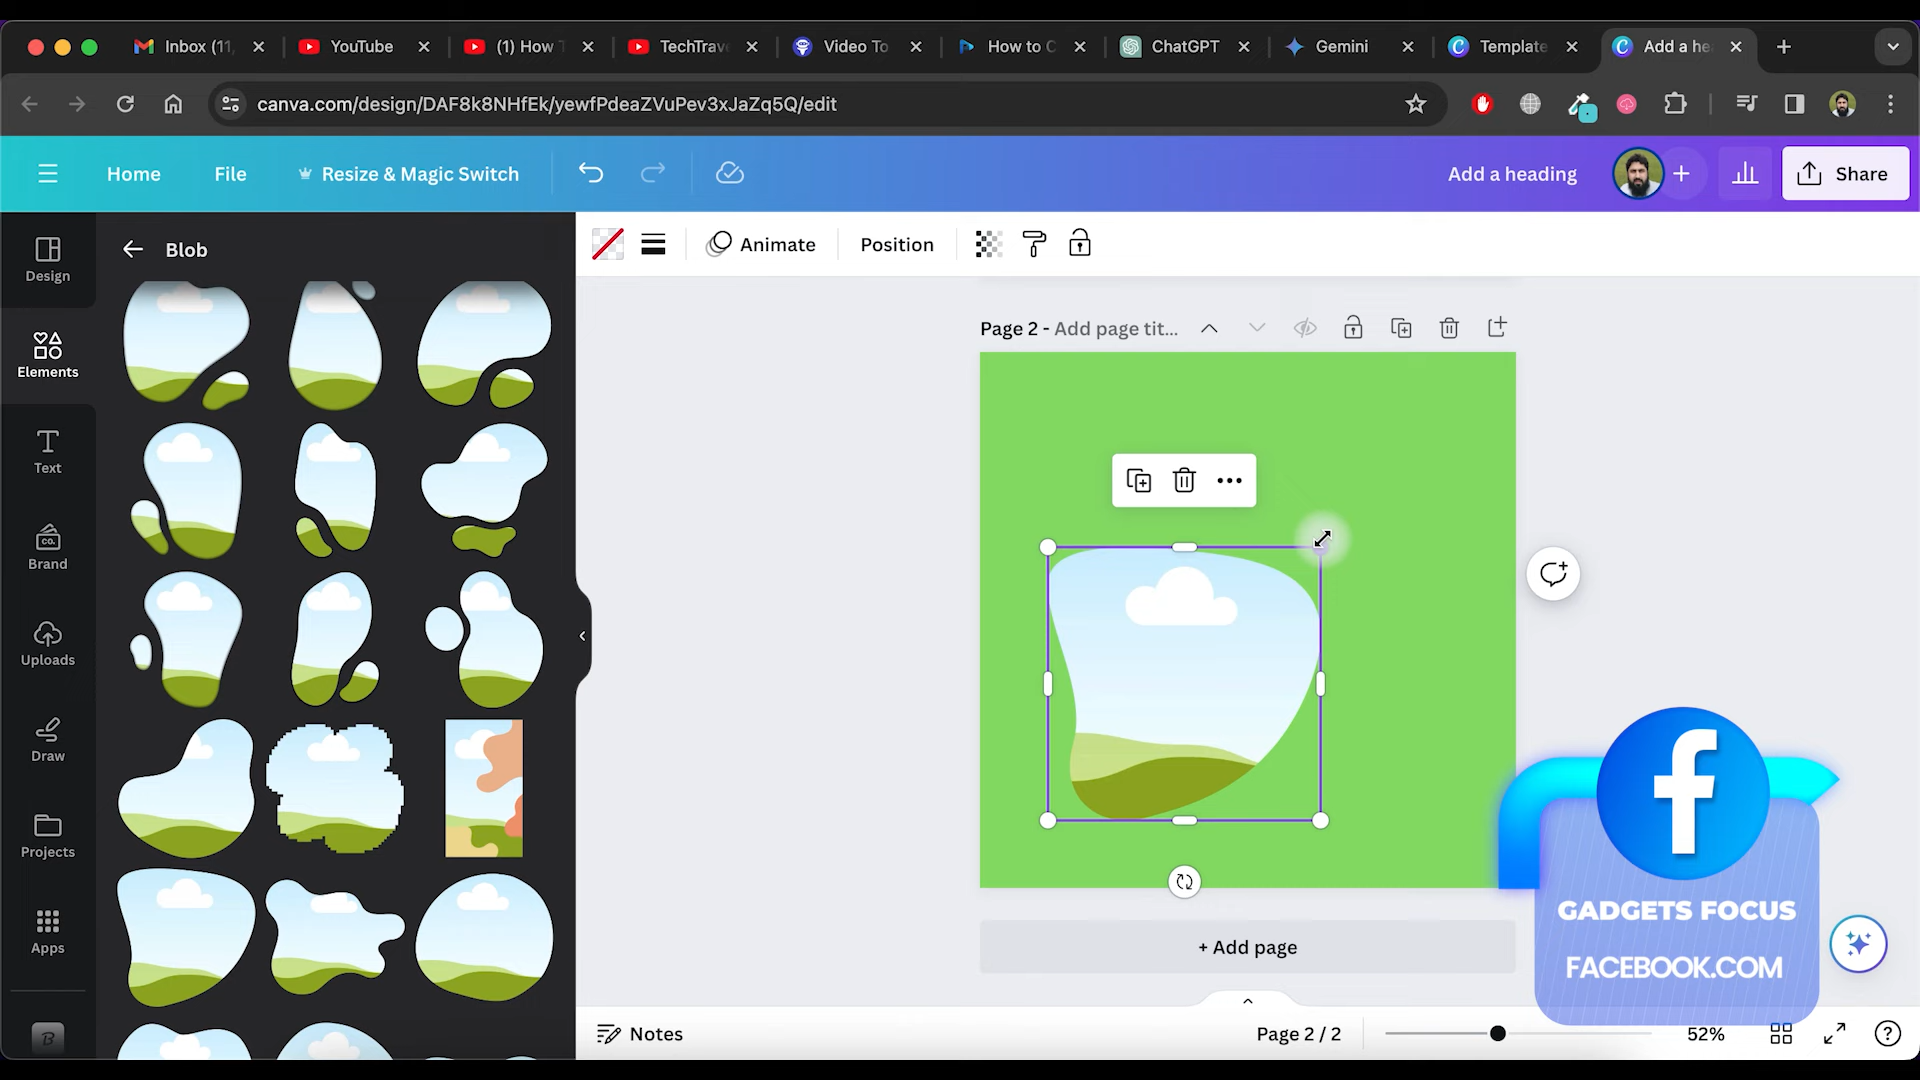 Inbox (11,
YouTube
(1) How T
TechTrave
Video To
How to C
ChatGPT
Gemini
Template
Add a he
canva.com/design/DAF8k8NHfEk/yewfPdeaZVuPev3xJaZq5Q/edit
Home
File
Resize & Magic Switch
Add a heading
Share
Design
Elements
Text
CO.
Brand
Uploads
Draw
Projects
Apps
Blob
Animate
Position
Page 2 - Add page tit...
+ Add page
GADGETS FOCUS
FACEBOOK.COM
Notes
Page 2 / 2
52%